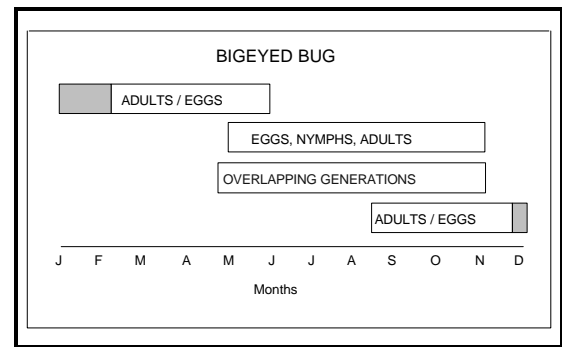 BIGEYED BUG
ADULTS / EGGS
EGGS, NYMPHS, ADULTS
OVERLAPPING GENERATIONS
ADULTS / EGGS
J F M A M J J A S O N D
Months